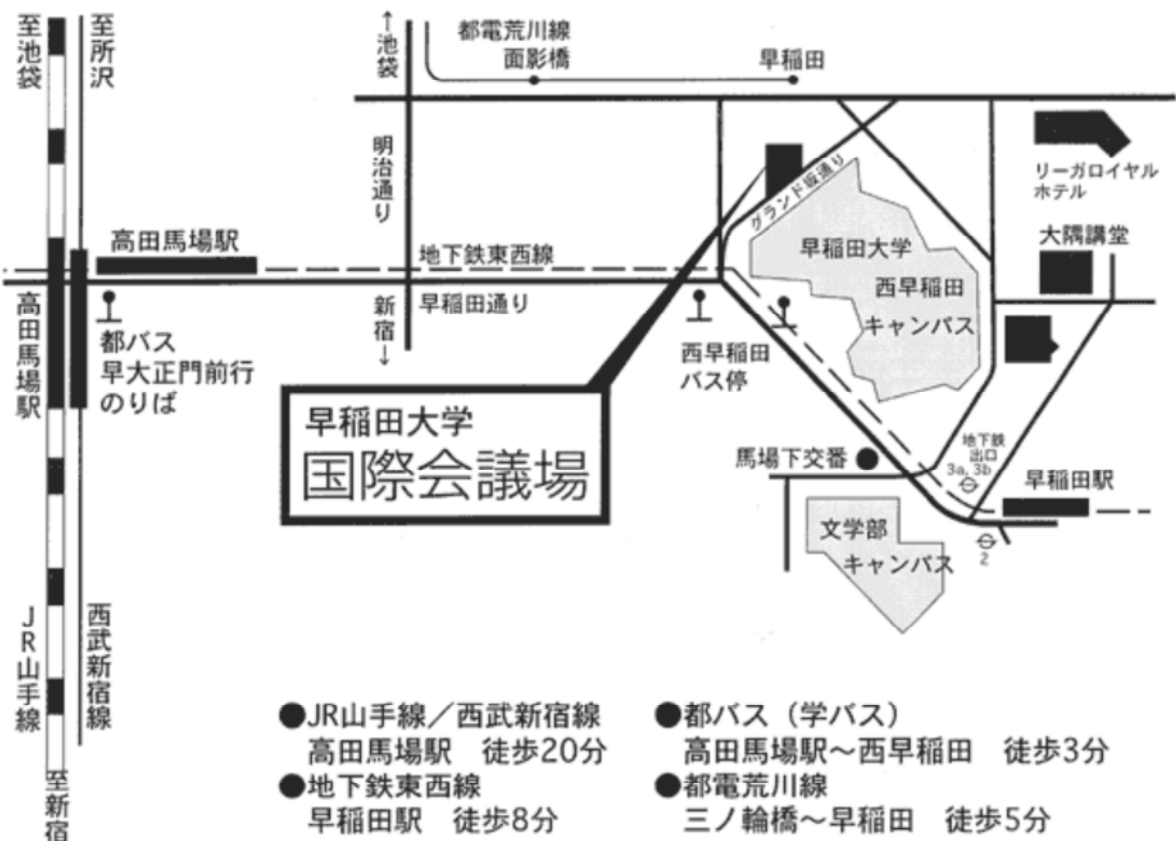 至池袋
至所沢
↑池袋
都電荒川線
面影橋
早稲田
明治通り
グランド坂通り
リーガロイヤル
ホテル
高田馬場駅
地下鉄東西線
早稲田大学
西早稲田
キャンパス
大隈講堂
高田馬場駅
都バス
早大正門前行
のりば
新宿↓
早稲田通り
西早稲田
バス停
早稲田大学
国際会議場
馬場下交番
地下鉄
出口
3a, 3b
早稲田駅
文学部
キャンパス
2
JR山手線
西武新宿線
至新宿
●JR山手線／西武新宿線
高田馬場駅 徒歩20分
●地下鉄東西線
早稲田駅 徒歩8分
●都バス（学バス）
高田馬場駅～西早稲田 徒歩3分
●都電荒川線
三ノ輪橋～早稲田 徒歩5分